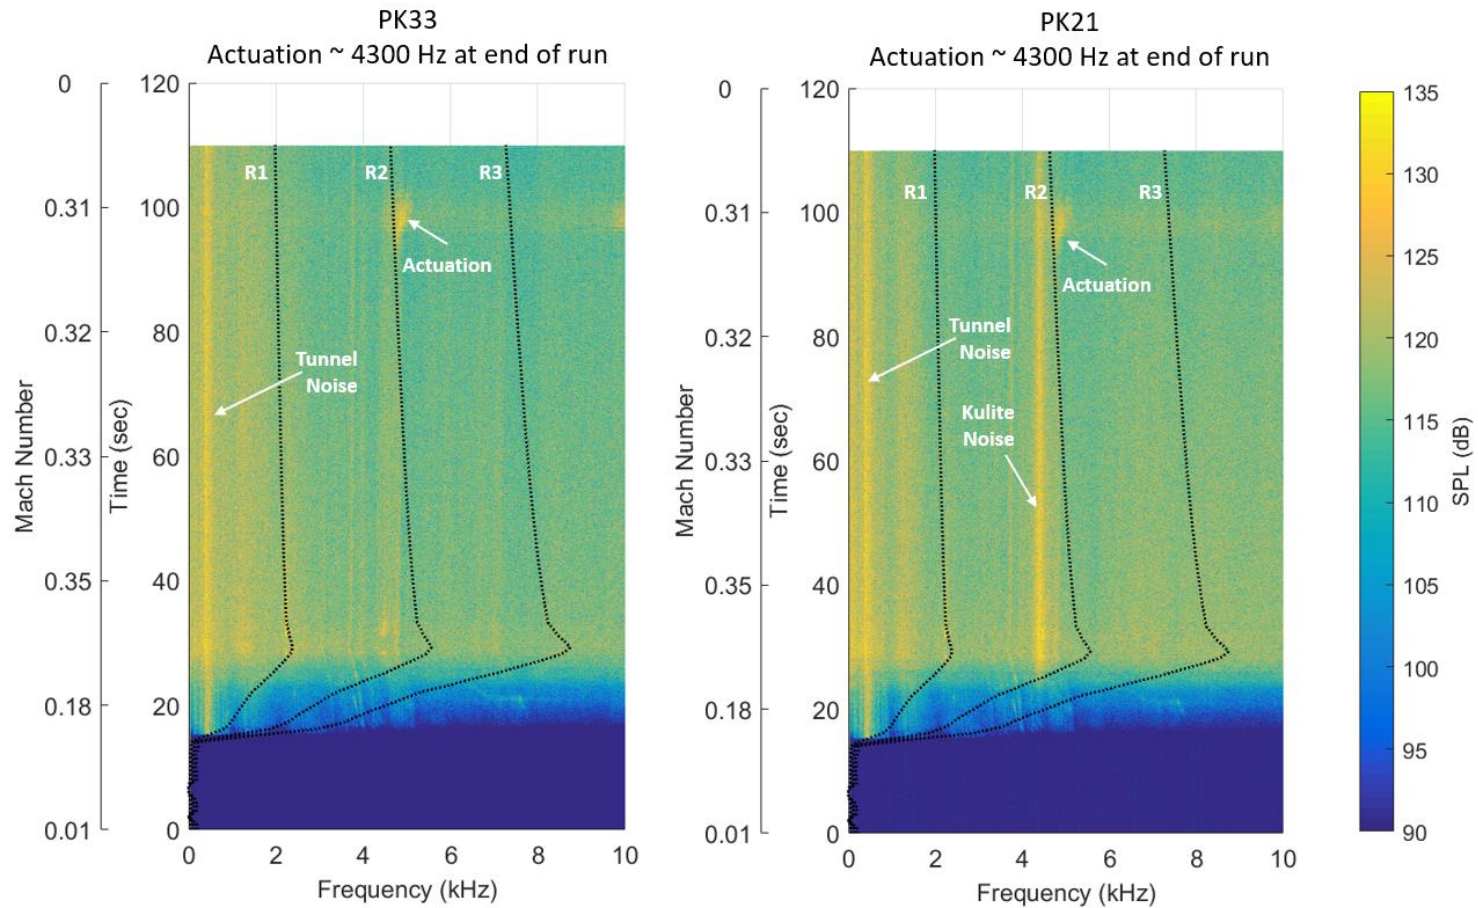 PK33
Actuation ~ 4300 Hz at end of run
0
0.31
0.32
0.33
0.35
0.18
0.01
Mach Number
120
100
80
60
40
20
0
Time (sec)
R1
R2
R3
Actuation
Tunnel
Noise
0 2 4 6 8 10
Frequency (kHz)
PK21
Actuation ~ 4300 Hz at end of run
0
0.31
0.32
0.33
0.35
0.18
0.01
Mach Number
120
100
80
60
40
20
0
Time (sec)
R1
R2
R3
Actuation
Tunnel
Noise
Kulite
Noise
0 2 4 6 8 10
Frequency (kHz)
135
130
125
120
115
110
105
100
95
90
SPL (dB)